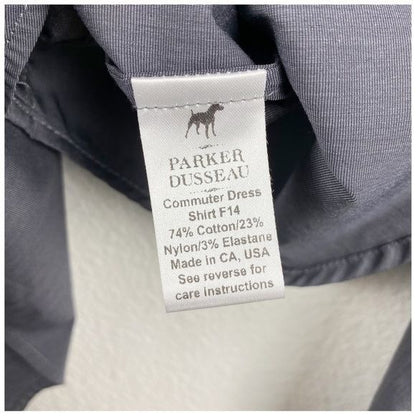 PARKER
DUSSEAU
Commuter Dress
Shirt F14
74% Cotton/23%
Nylon/3% Elastane
Made in CA, USA
See reverse for
care instructions